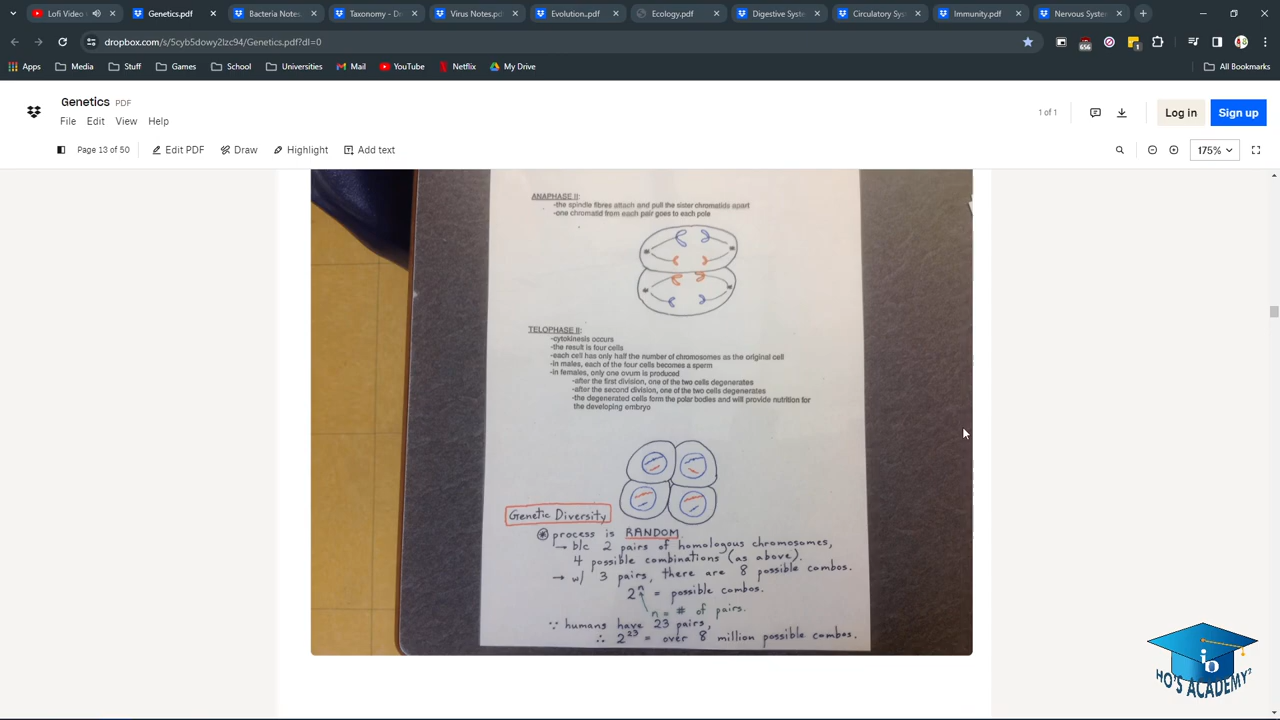 Lofi Video
Genetics.pdf
Bacteria Notes.
Taxonomy - D
Virus Notes.pdf
Evolution..pdf
Ecology.pdf
Digestive Syst
Circulatory Sys
Immunity.pdf
Nervous System
dropbox.com/s/5cyb5dowy2lzc94/Genetics.pdf?dl=0
656
1
Apps
Media
Stuff
Games
School
Universities
Mail
YouTube
Netflix
My Drive
All Bookmarks
Genetics PDF
File Edit View Help
1 of 1
Log in
Sign up
Page 13 of 50
Edit PDF
Draw
Highlight
Add text
175%
ANAPHASE II:
-the spindle fibres attach and pull the sister chromatids apart
-one chromatid from each pair goes to each pole
TELOPHASE II:
-cytokinesis occurs
-the result is four cells
-each cell has only half the number of chromosomes as the original cell
-in males, each of the four cells becomes a sperm
-in females, only one ovum is produced
-after the first division, one of the two cells degenerates
-after the second division, one of the two cells degenerates
-the degenerated cells form the polar bodies and will provide nutrition for
the developing embryo
Genetic Diversity
* process is RANDOM
→ b/c 2 pairs of homologous chromosomes,
4 possible combinations (as above).
→ w/ 3 pairs, there are 8 possible combos.
2ⁿ = possible combos.
n = # of pairs.
∵ humans have 23 pairs,
∴ 2²³ = over 8 million possible combos.
HO'S ACADEMY